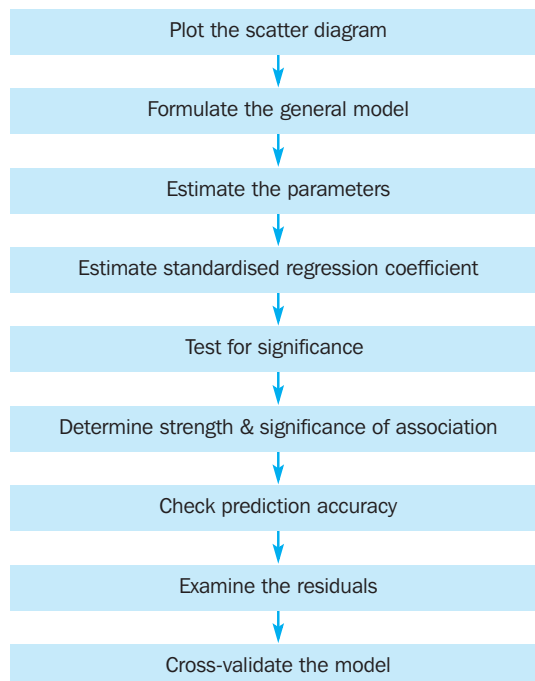 Plot the scatter diagram
Formulate the general model
Estimate the parameters
Estimate standardised regression coefficient
Test for significance
Determine strength & significance of association
Check prediction accuracy
Examine the residuals
Cross-validate the model